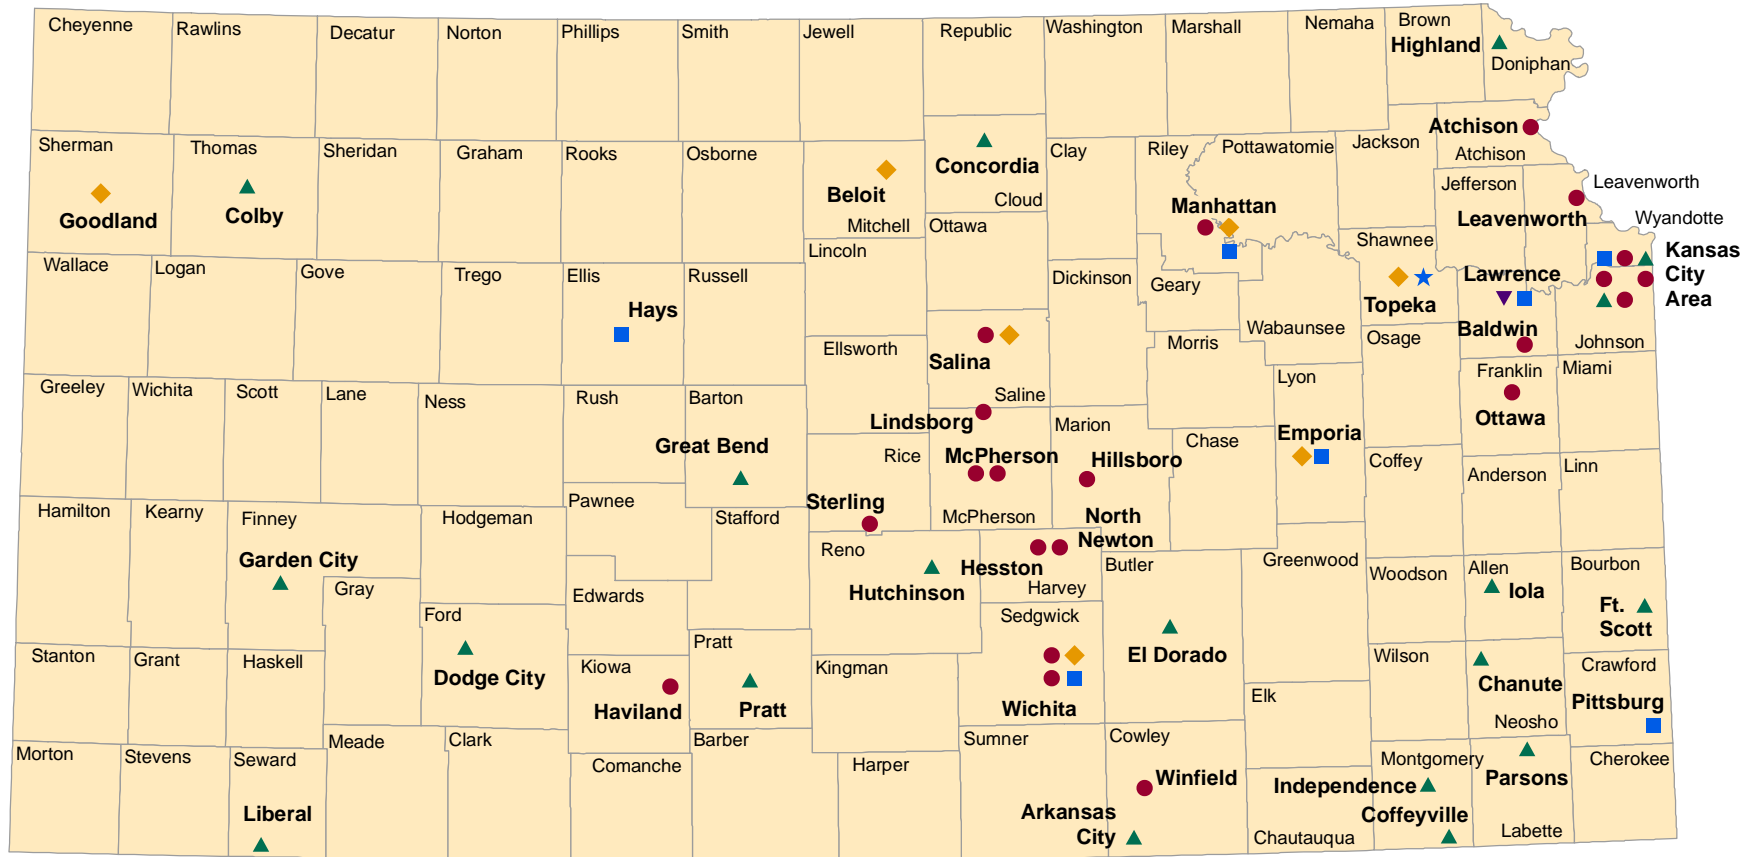 Cheyenne
Rawlins
Decatur
Norton
Phillips
Smith
Jewell
Republic
Washington
Marshall
Nemaha
Brown
Highland
Doniphan
Sherman
Goodland
Thomas
Colby
Sheridan
Graham
Rooks
Osborne
Beloit
Mitchell
Concordia
Cloud
Clay
Riley
Pottawatomie
Jackson
Atchison
Atchison
Manhattan
Jefferson
Leavenworth
Leavenworth
Wyandotte
Wallace
Logan
Gove
Trego
Ellis
Hays
Russell
Lincoln
Ottawa
Dickinson
Geary
Wabaunsee
Shawnee
Topeka
Lawrence
Baldwin
Kansas
City
Area
Johnson
Greeley
Wichita
Scott
Lane
Ness
Rush
Barton
Great Bend
Ellsworth
Salina
Saline
Morris
Osage
Franklin
Ottawa
Miami
Lyon
Emporia
Lindsborg
McPherson
McPherson
Marion
Hillsboro
Chase
Coffey
Anderson
Linn
Rice
Sterling
Hamilton
Kearny
Finney
Garden City
Hodgeman
Pawnee
Stafford
Reno
Hutchinson
North
Newton
Hesston
Harvey
Butler
El Dorado
Greenwood
Woodson
Allen
Iola
Bourbon
Ft.
Scott
Gray
Ford
Dodge City
Edwards
Stanton
Grant
Haskell
Kiowa
Haviland
Pratt
Pratt
Kingman
Sedgwick
Wichita
Elk
Wilson
Chanute
Neosho
Crawford
Pittsburg
Morton
Stevens
Seward
Liberal
Meade
Clark
Comanche
Barber
Harper
Sumner
Cowley
Winfield
Arkansas
City
Chautauqua
Montgomery
Independence
Coffeyville
Parsons
Labette
Cherokee